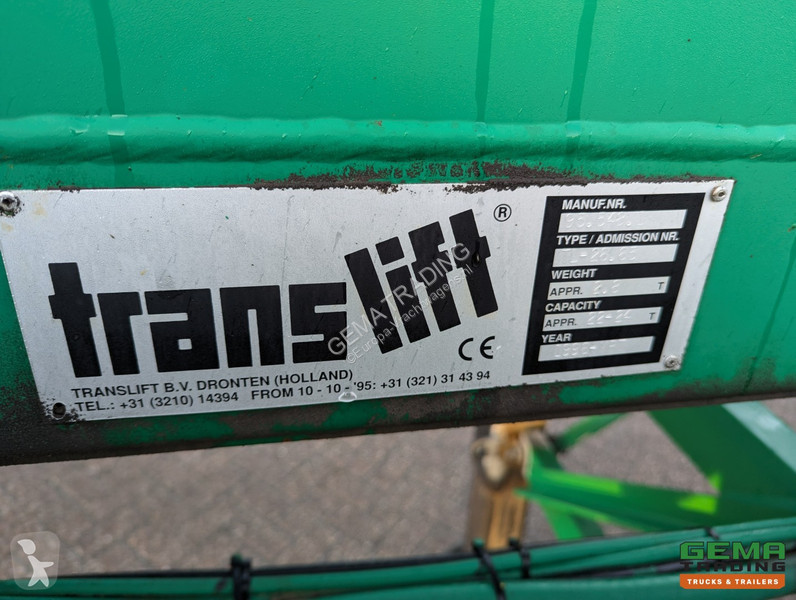 translift ®
TRANSLIFT B.V. DRONTEN (HOLLAND)
TEL.: +31 (3210) 14394 FROM 10 - 10 - '95: +31 (321) 31 43 94
CE
MANUF.NR.
TYPE / ADMISSION NR.
WEIGHT
APPR. T
CAPACITY
APPR. T
YEAR
GEMA TRADING
GEMA
TRADING
TRUCKS & TRAILERS